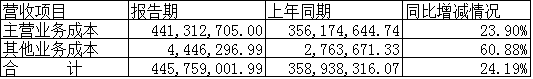 营收项目 报告期 上年同期 同比增减情况
主营业务成本 441,312,705.00 356,174,644.74 23.90%
其他业务成本 4,446,296.99 2,763,671.33 60.88%
合 计 445,759,001.99 358,938,316.07 24.19%